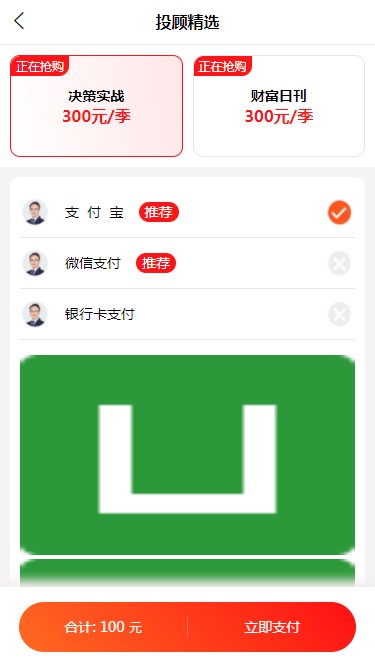 投顾精选
正在抢购
决策实战
300元/季
正在抢购
财富日刊
300元/季
支 付 宝 推荐
微信支付 推荐
银行卡支付
合计: 100 元 立即支付